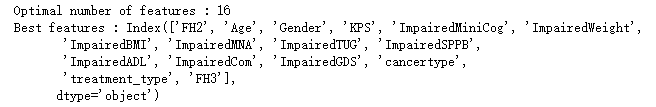 Optimal number of features : 16
Best features : Index(['FH2', 'Age', 'Gender', 'KPS', 'ImpairedMiniCog', 'ImpairedWeight',
'ImpairedBMI', 'ImpairedMNA', 'ImpairedTUG', 'ImpairedSPPB',
'ImpairedADL', 'ImpairedCom', 'ImpairedGDS', 'cancertype',
'treatment_type', 'FH3'],
dtype='object')